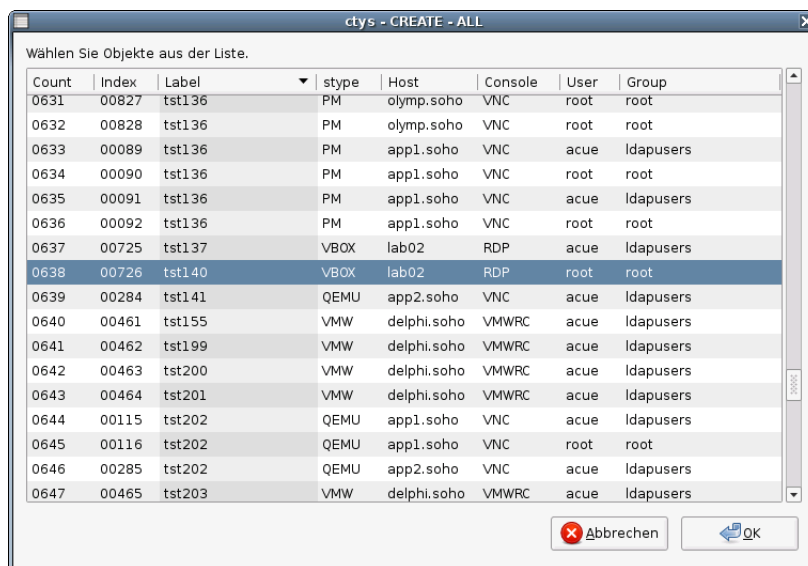 ctys - CREATE - ALL
Wählen Sie Objekte aus der Liste.
Count Index Label stype Host Console User Group
0631 00827 tst136 PM olymp.soho VNC root root
0632 00828 tst136 PM olymp.soho VNC root root
0633 00089 tst136 PM app1.soho VNC acue ldapusers
0634 00090 tst136 PM app1.soho VNC root root
0635 00091 tst136 PM app1.soho VNC acue ldapusers
0636 00092 tst136 PM app1.soho VNC root root
0637 00725 tst137 VBOX lab02 RDP acue ldapusers
0638 00726 tst140 VBOX lab02 RDP root root
0639 00284 tst141 QEMU app2.soho VNC acue ldapusers
0640 00461 tst155 VMW delphi.soho VMWRC acue ldapusers
0641 00462 tst199 VMW delphi.soho VMWRC acue ldapusers
0642 00463 tst200 VMW delphi.soho VMWRC acue ldapusers
0643 00464 tst201 VMW delphi.soho VMWRC acue ldapusers
0644 00115 tst202 QEMU app1.soho VNC acue ldapusers
0645 00116 tst202 QEMU app1.soho VNC root root
0646 00285 tst202 QEMU app2.soho VNC acue ldapusers
0647 00465 tst203 VMW delphi.soho VMWRC acue ldapusers
Abbrechen OK